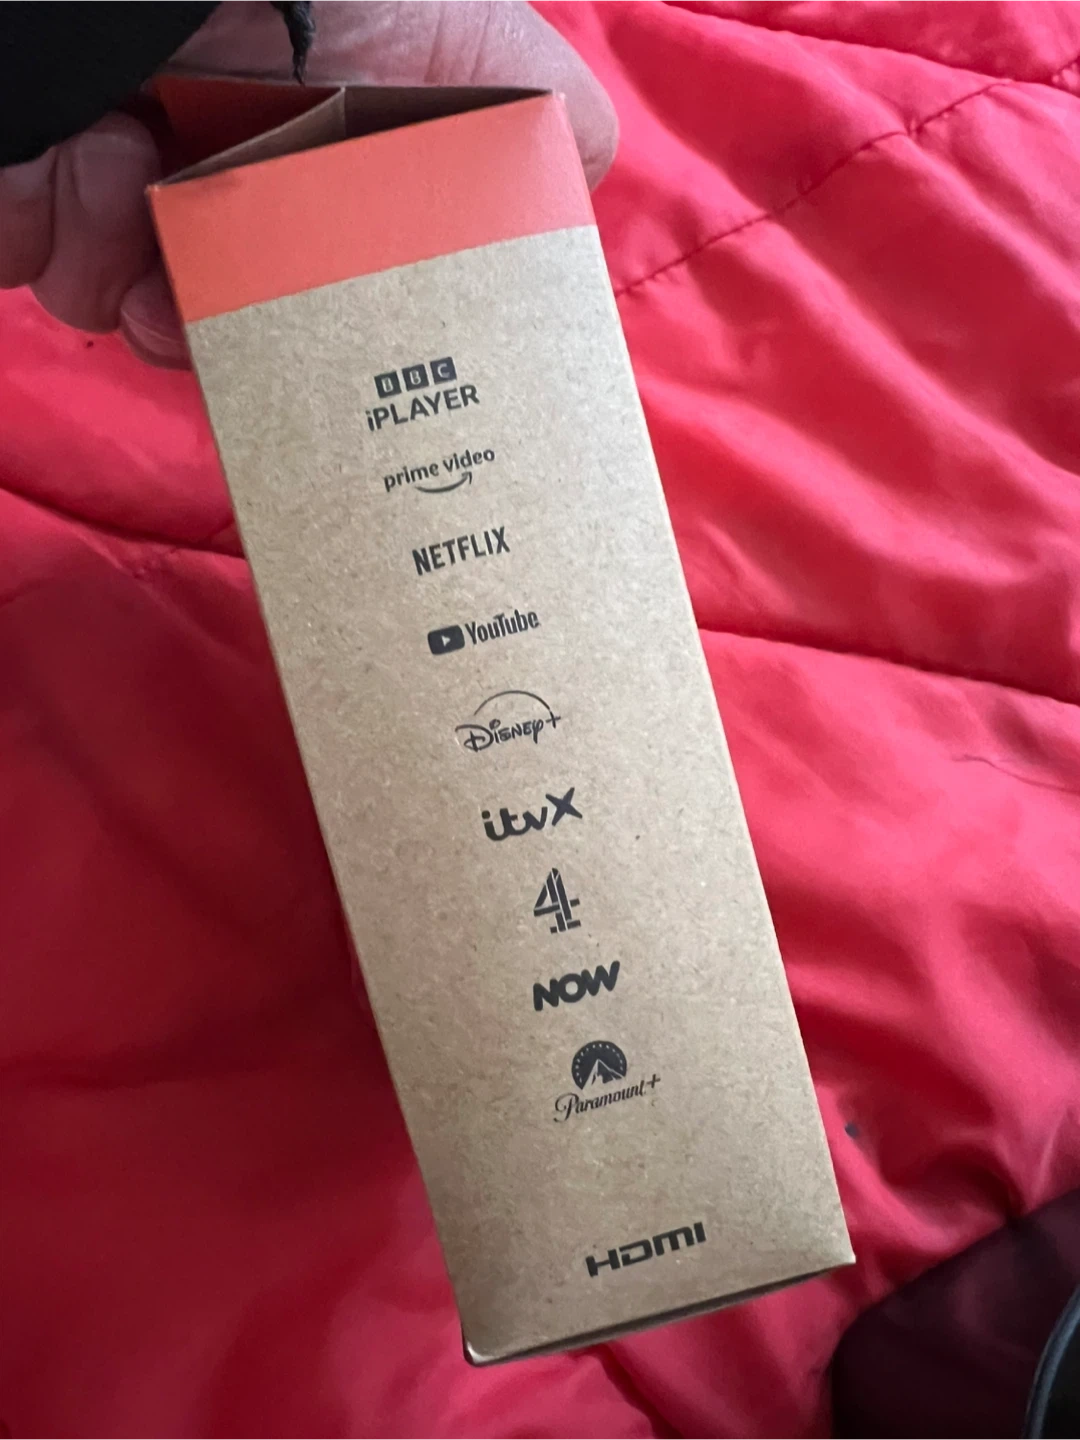 BBC
iPLAYER
prime video
NETFLIX
YouTube
Disney+
itvX
4
NOW
Paramount+
HDMI